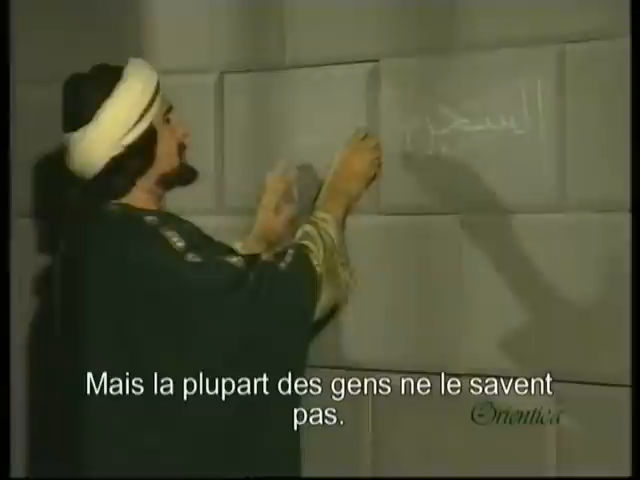 Mais la plupart des gens ne le savent
pas.
Orientica